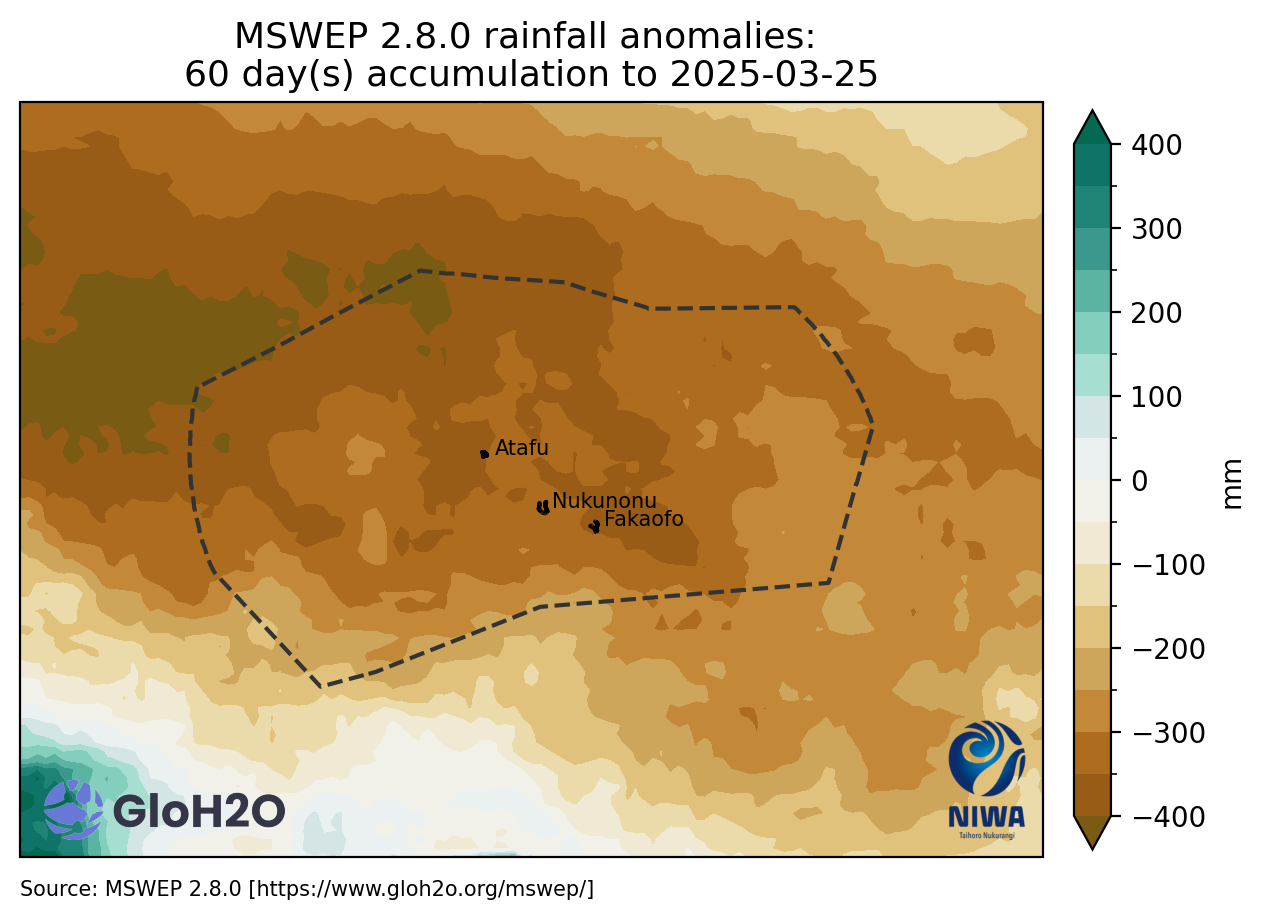 MSWEP 2.8.0 rainfall anomalies:
60 day(s) accumulation to 2025-03-25
400
300
200
100
0
−100
−200
−300
−400
mm
Atafu
Nukunonu
Fakaofo
GloH2O
NIWA
Taihoro Nukurangi
Source: MSWEP 2.8.0 [https://www.gloh2o.org/mswep/]